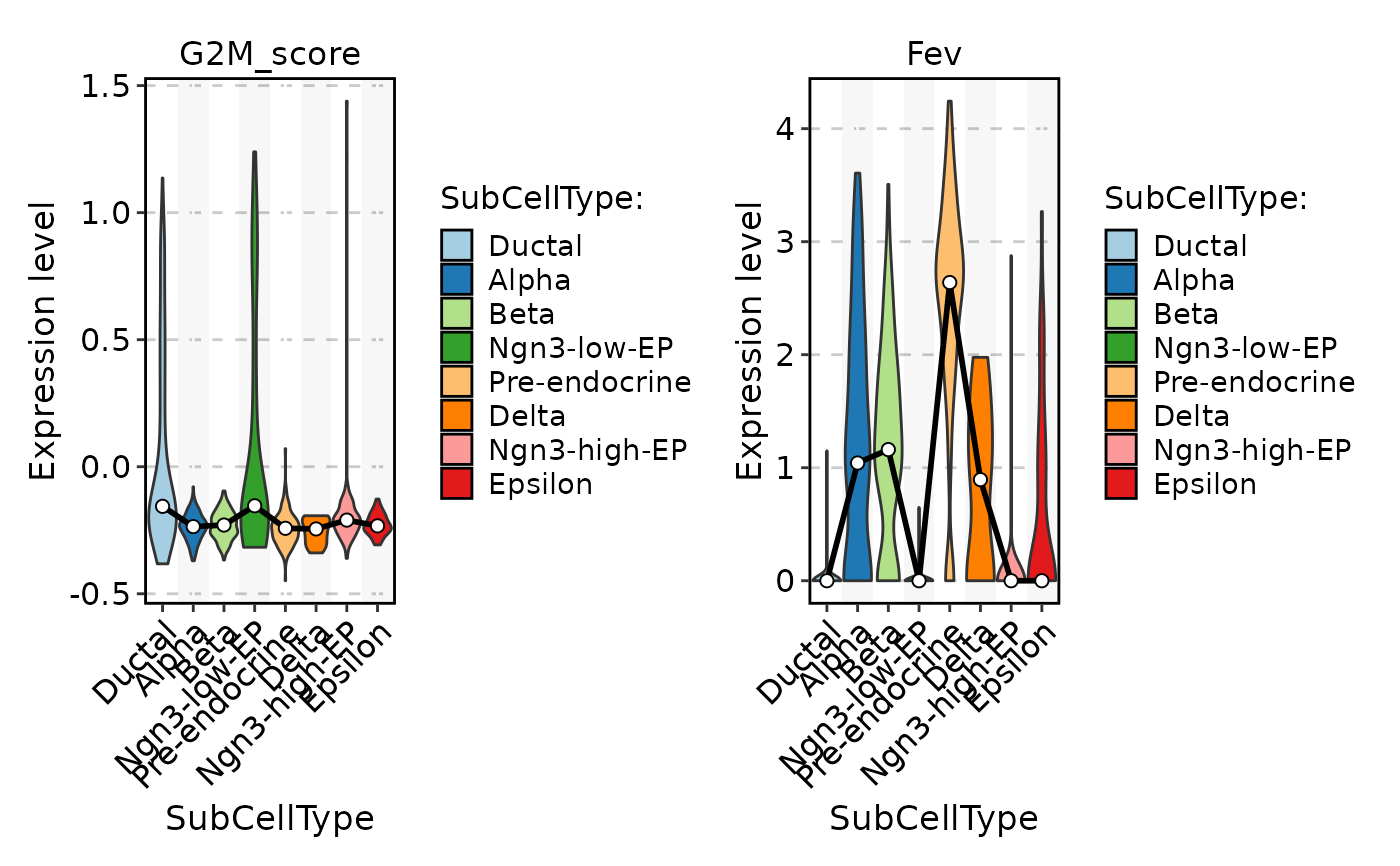 G2M_score
Expression level
1.5
1.0
0.5
0.0
-0.5
Ductal
Alpha
Beta
Ngn3-low-EP
Pre-endocrine
Delta
Ngn3-high-EP
Epsilon
SubCellType
SubCellType:
Ductal
Alpha
Beta
Ngn3-low-EP
Pre-endocrine
Delta
Ngn3-high-EP
Epsilon
Fev
Expression level
4
3
2
1
0
Ductal
Alpha
Beta
Ngn3-low-EP
Pre-endocrine
Delta
Ngn3-high-EP
Epsilon
SubCellType
SubCellType:
Ductal
Alpha
Beta
Ngn3-low-EP
Pre-endocrine
Delta
Ngn3-high-EP
Epsilon